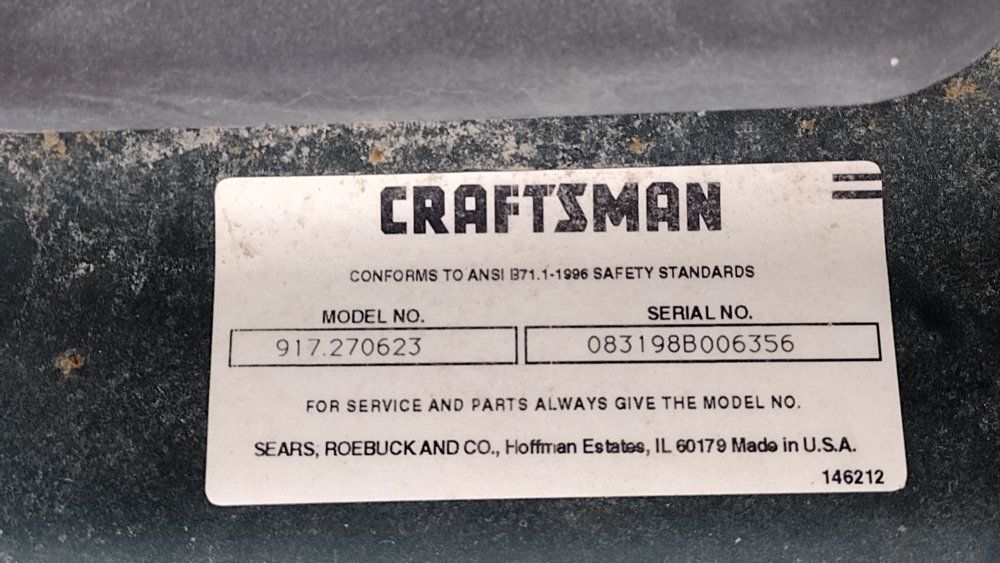 CRAFTSMAN
CONFORMS TO ANSI B71.1-1996 SAFETY STANDARDS
MODEL NO. SERIAL NO.
917.270623 083198B006356
FOR SERVICE AND PARTS ALWAYS GIVE THE MODEL NO.
SEARS, ROEBUCK AND CO., Hoffman Estates, IL 60179 Made in U.S.A.
146212